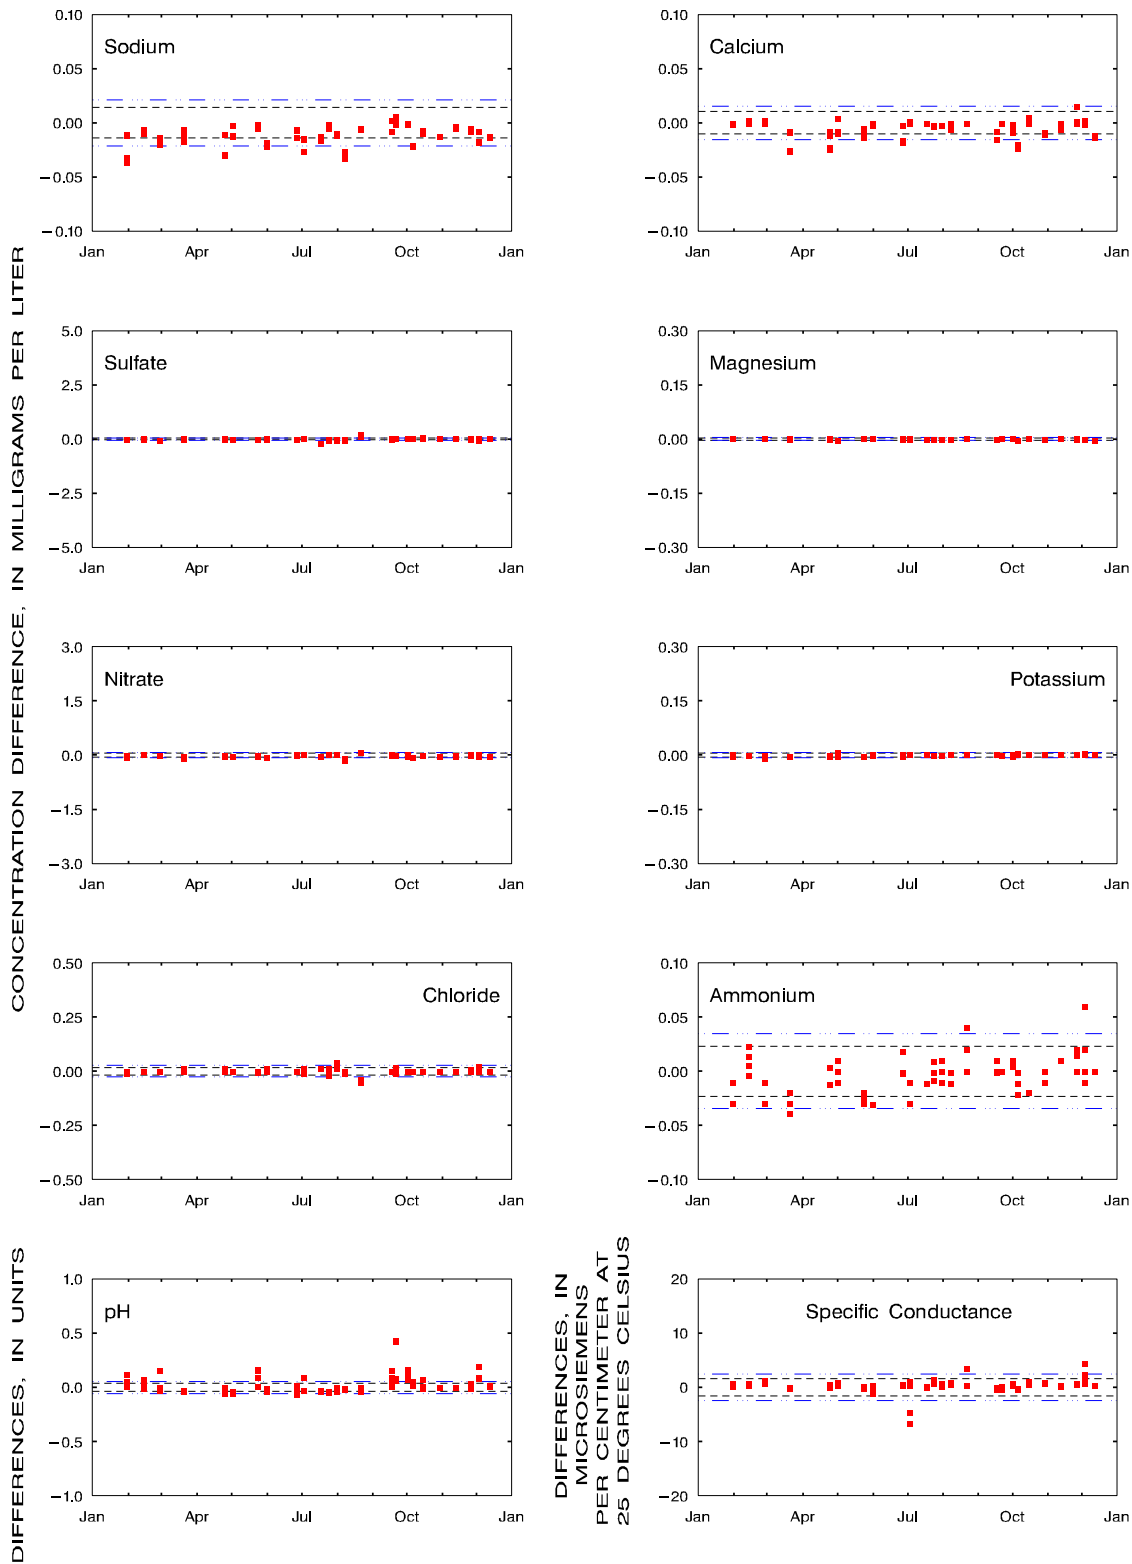 CONCENTRATION DIFFERENCE, IN MILLIGRAMS PER LITER
Sodium
0.10
0.05
0.00
−0.05
−0.10
Jan Apr Jul Oct Jan
Calcium
0.10
0.05
0.00
−0.05
−0.10
Jan Apr Jul Oct Jan
Sulfate
5.0
2.5
0.0
−2.5
−5.0
Jan Apr Jul Oct Jan
Magnesium
0.30
0.15
0.00
−0.15
−0.30
Jan Apr Jul Oct Jan
Nitrate
3.0
1.5
0.0
−1.5
−3.0
Jan Apr Jul Oct Jan
Potassium
0.30
0.15
0.00
−0.15
−0.30
Jan Apr Jul Oct Jan
Chloride
0.50
0.25
0.00
−0.25
−0.50
Jan Apr Jul Oct Jan
Ammonium
0.10
0.05
0.00
−0.05
−0.10
Jan Apr Jul Oct Jan
DIFFERENCES, IN UNITS
pH
1.0
0.5
0.0
−0.5
−1.0
Jan Apr Jul Oct Jan
DIFFERENCES, IN
MICROSIEMENS
PER CENTIMETER AT
25 DEGREES CELSIUS
Specific Conductance
20
10
0
−10
−20
Jan Apr Jul Oct Jan